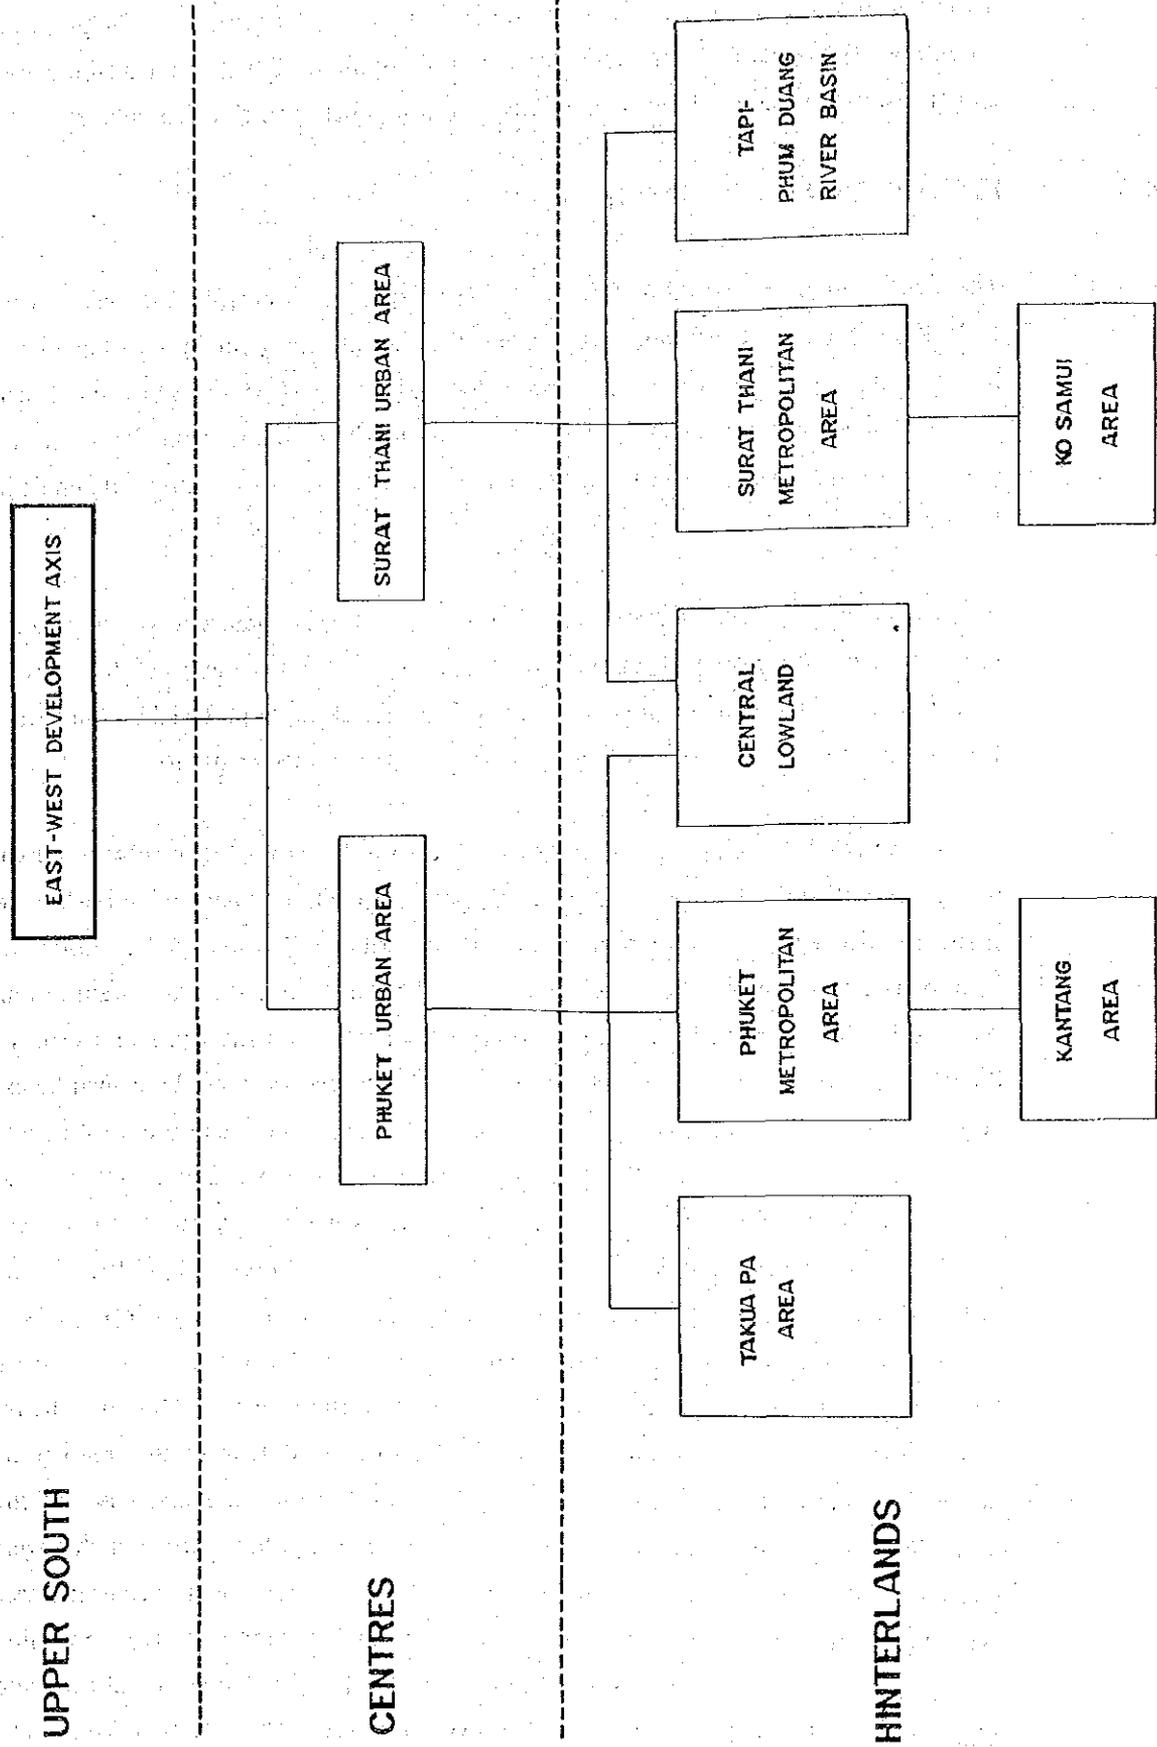 UPPER SOUTH
EAST-WEST DEVELOPMENT AXIS
CENTRES
PHUKET URBAN AREA
SURAT THANI URBAN AREA
HINTERLANDS
TAKUA PA
AREA
PHUKET
METROPOLITAN
AREA
CENTRAL
LOWLAND
SURAT THANI
METROPOLITAN
AREA
TAPI-
PHUM DUANG
RIVER BASIN
KANTANG
AREA
KO SAMUI
AREA